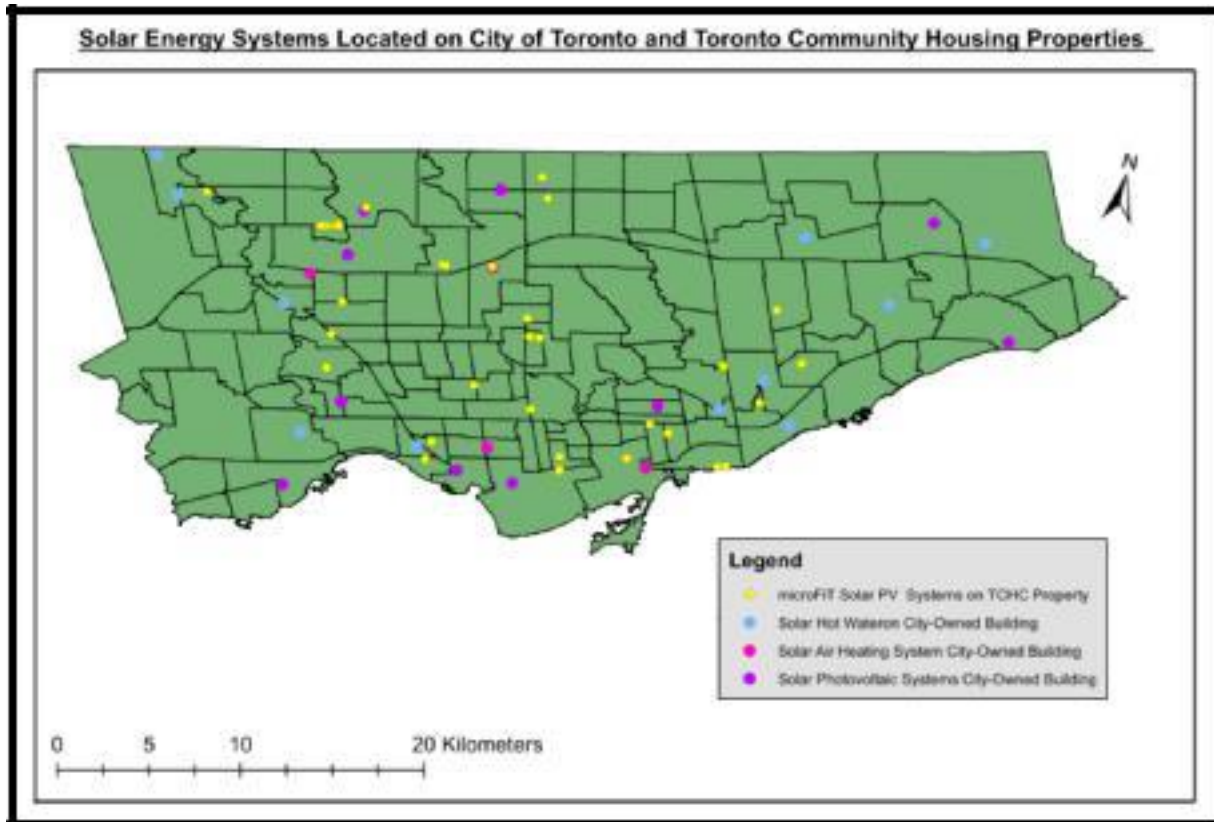 Solar Energy Systems Located on City of Toronto and Toronto Community Housing Properties
N
Legend
microFIT Solar PV Systems on TCHC Property
Solar Hot Wateron City-Owned Building
Solar Air Heating System City-Owned Building
Solar Photovoltaic Systems City-Owned Building
0 5 10 20 Kilometers